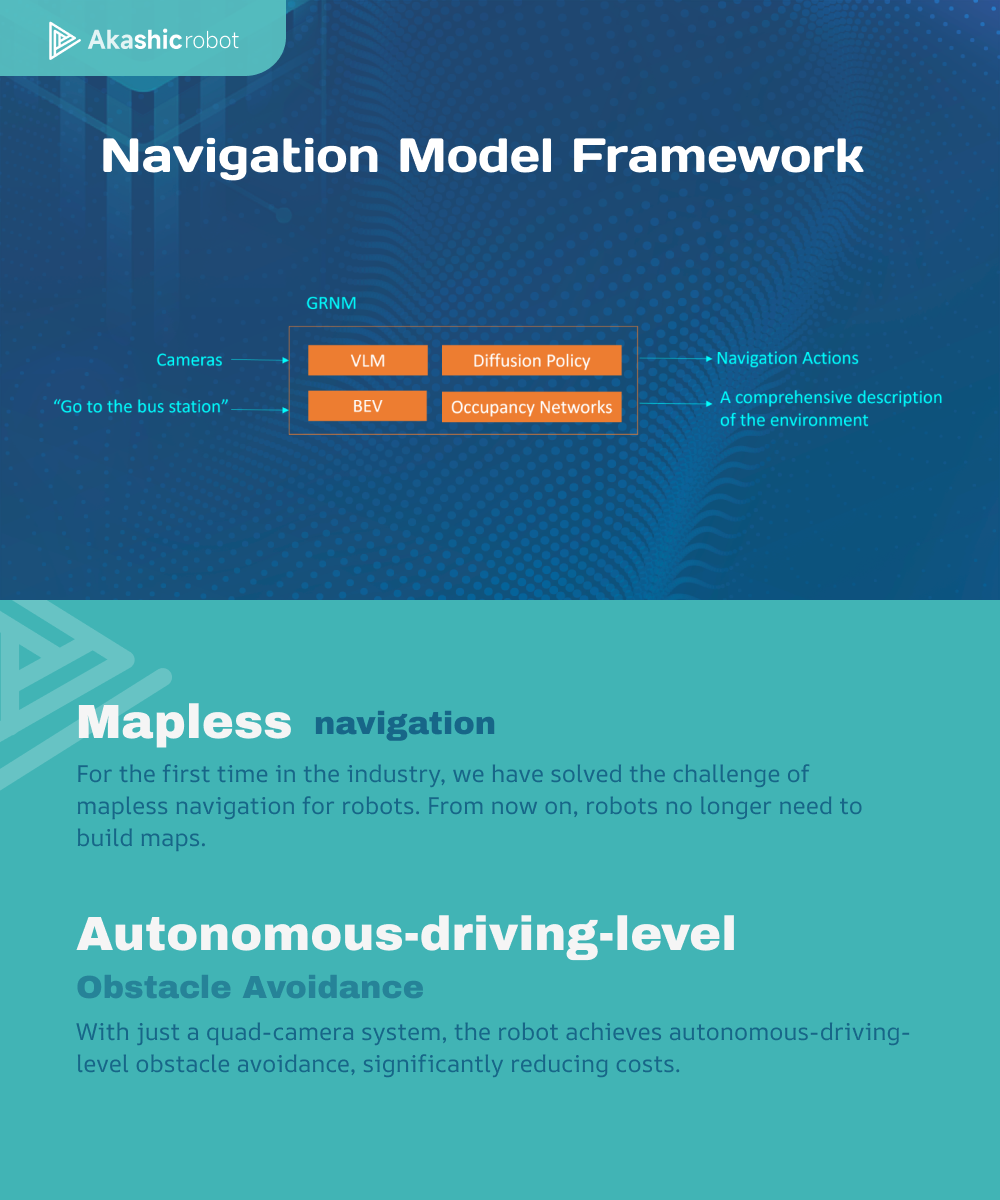 Akashicrobot
Navigation Model Framework
GRNM
Cameras
VLM
Diffusion Policy
Navigation Actions
“Go to the bus station”
BEV
Occupancy Networks
A comprehensive description
of the environment
Mapless navigation
For the first time in the industry, we have solved the challenge of
mapless navigation for robots. From now on, robots no longer need to
build maps.
Autonomous-driving-level
Obstacle Avoidance
With just a quad-camera system, the robot achieves autonomous-driving-
level obstacle avoidance, significantly reducing costs.